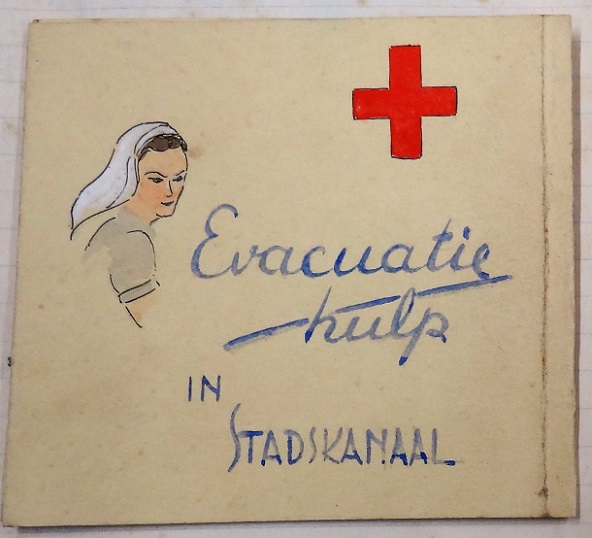 Evacuatie
hulp
IN
STADSKANAAL